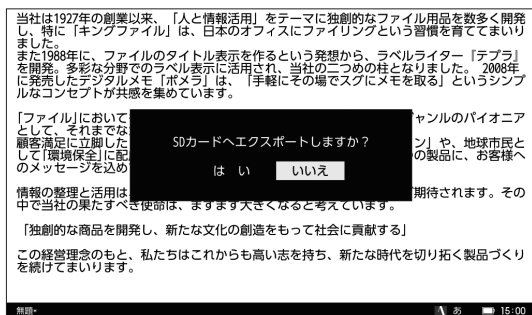 当社は1927年の創業以来、「人と情報活用」をテーマに独創的なファイル用品を数多く開発
し、特に「キングファイル」は、日本のオフィスにファイリングという習慣を育ててまいり
ました。
また1988年に、ファイルのタイトル表示を作るという発想から、ラベルライター『テプラ』
を開発。多彩な分野でのラベル表示に活用され、当社の二つめの柱となりました。 2008年
に発売したデジタルメモ「ポメラ」は、「手軽にその場でスグにメモを取る」というシンプ
ルなコンセプトが共感を集めています。
「ファイル」において
ャンルのパイオニア
として、それまでな
顧客満足に立脚した
ン」や、地球市民と
して「環境保全」に配
の製品に、お客様へ
のメッセージを込め
SDカードへエクスポートしますか？
は い
いいえ
情報の整理と活用は
期待されます。その
中で当社の果たすべき使命は、ますます大きくなると考えています。
「独創的な商品を開発し、新たな文化の創造をもって社会に貢献する」
この経営理念のもと、私たちはこれからも高い志を持ち、新たな時代を切り拓く製品づくり
を続けてまいります。
無題*
A あ 15:00